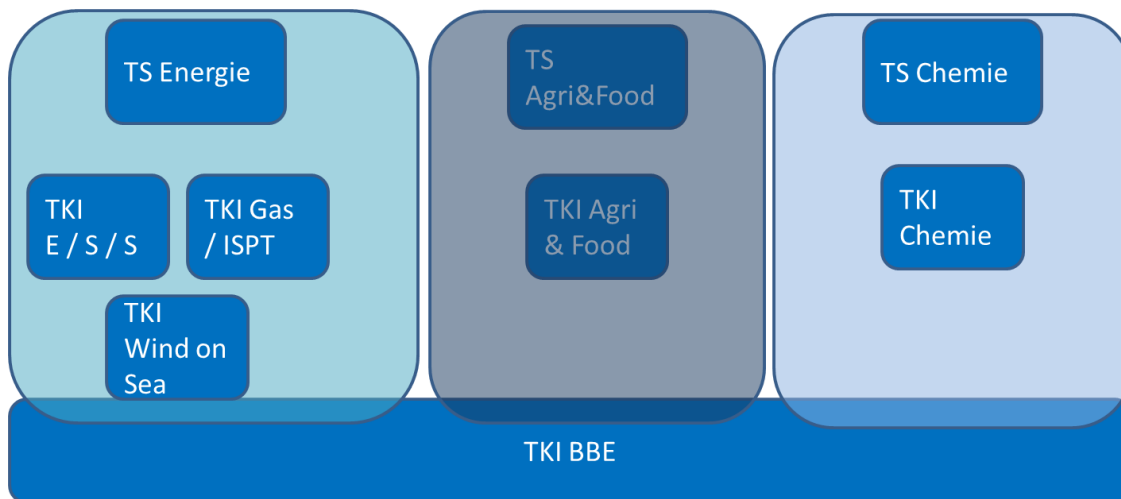 TS Energie
TS
Agri&Food
TS Chemie
TKI
E / S / S
TKI Gas
/ ISPT
TKI Agri
& Food
TKI
Chemie
TKI
Wind on
Sea
TKI BBE